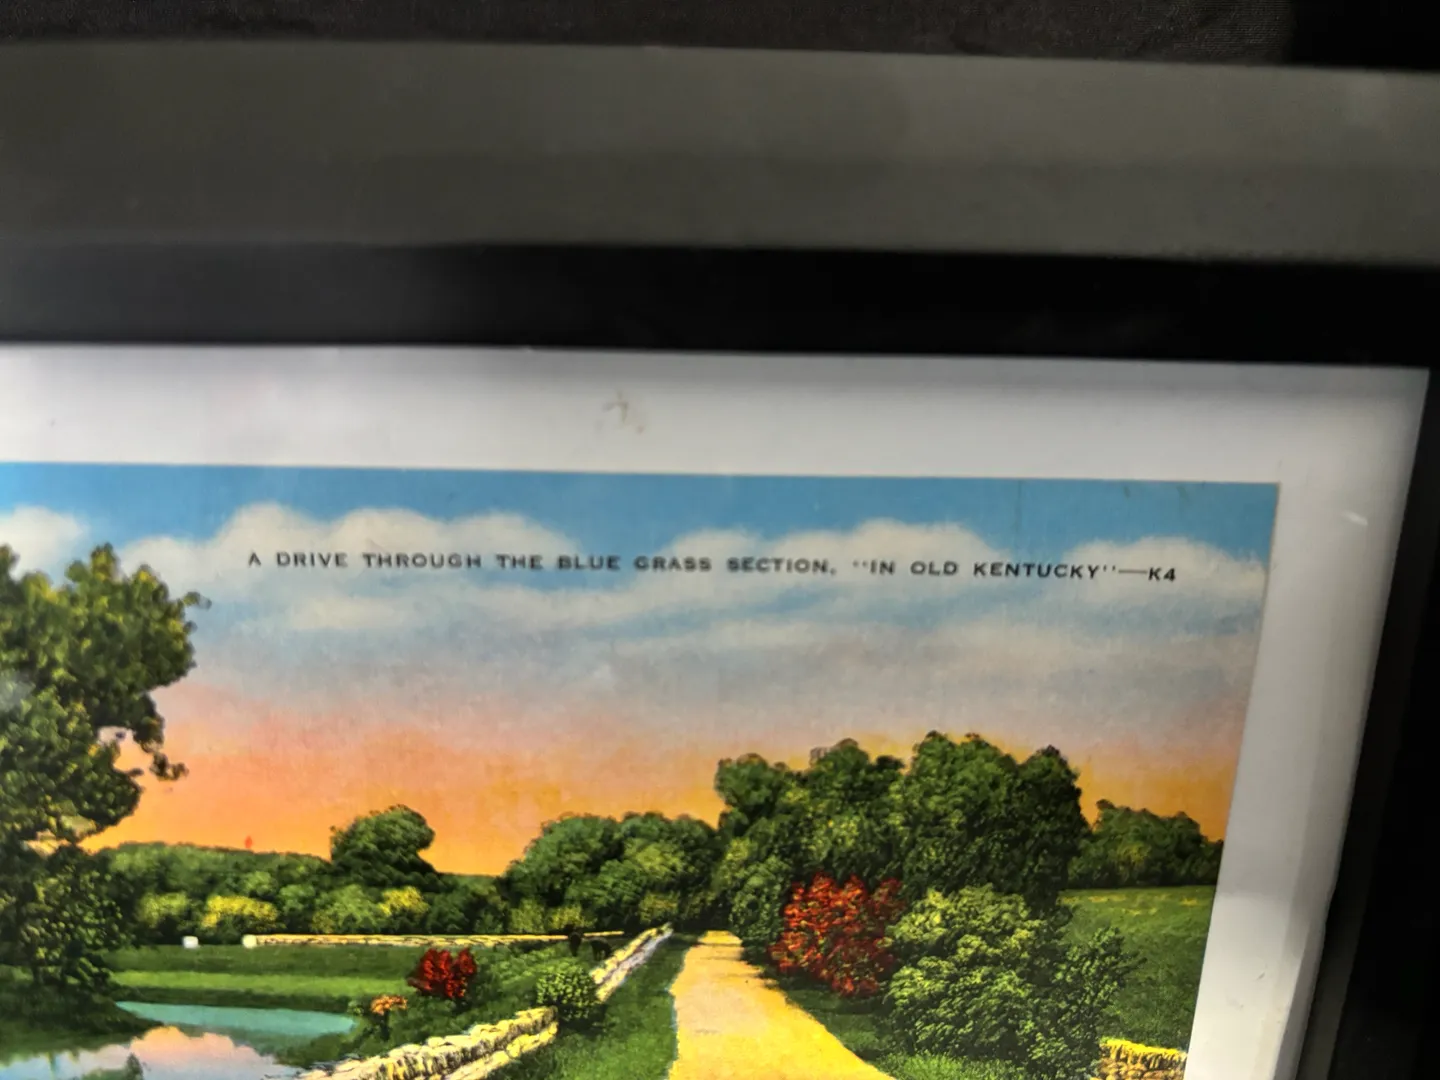 A DRIVE THROUGH THE BLUE GRASS SECTION, "IN OLD KENTUCKY"—K4